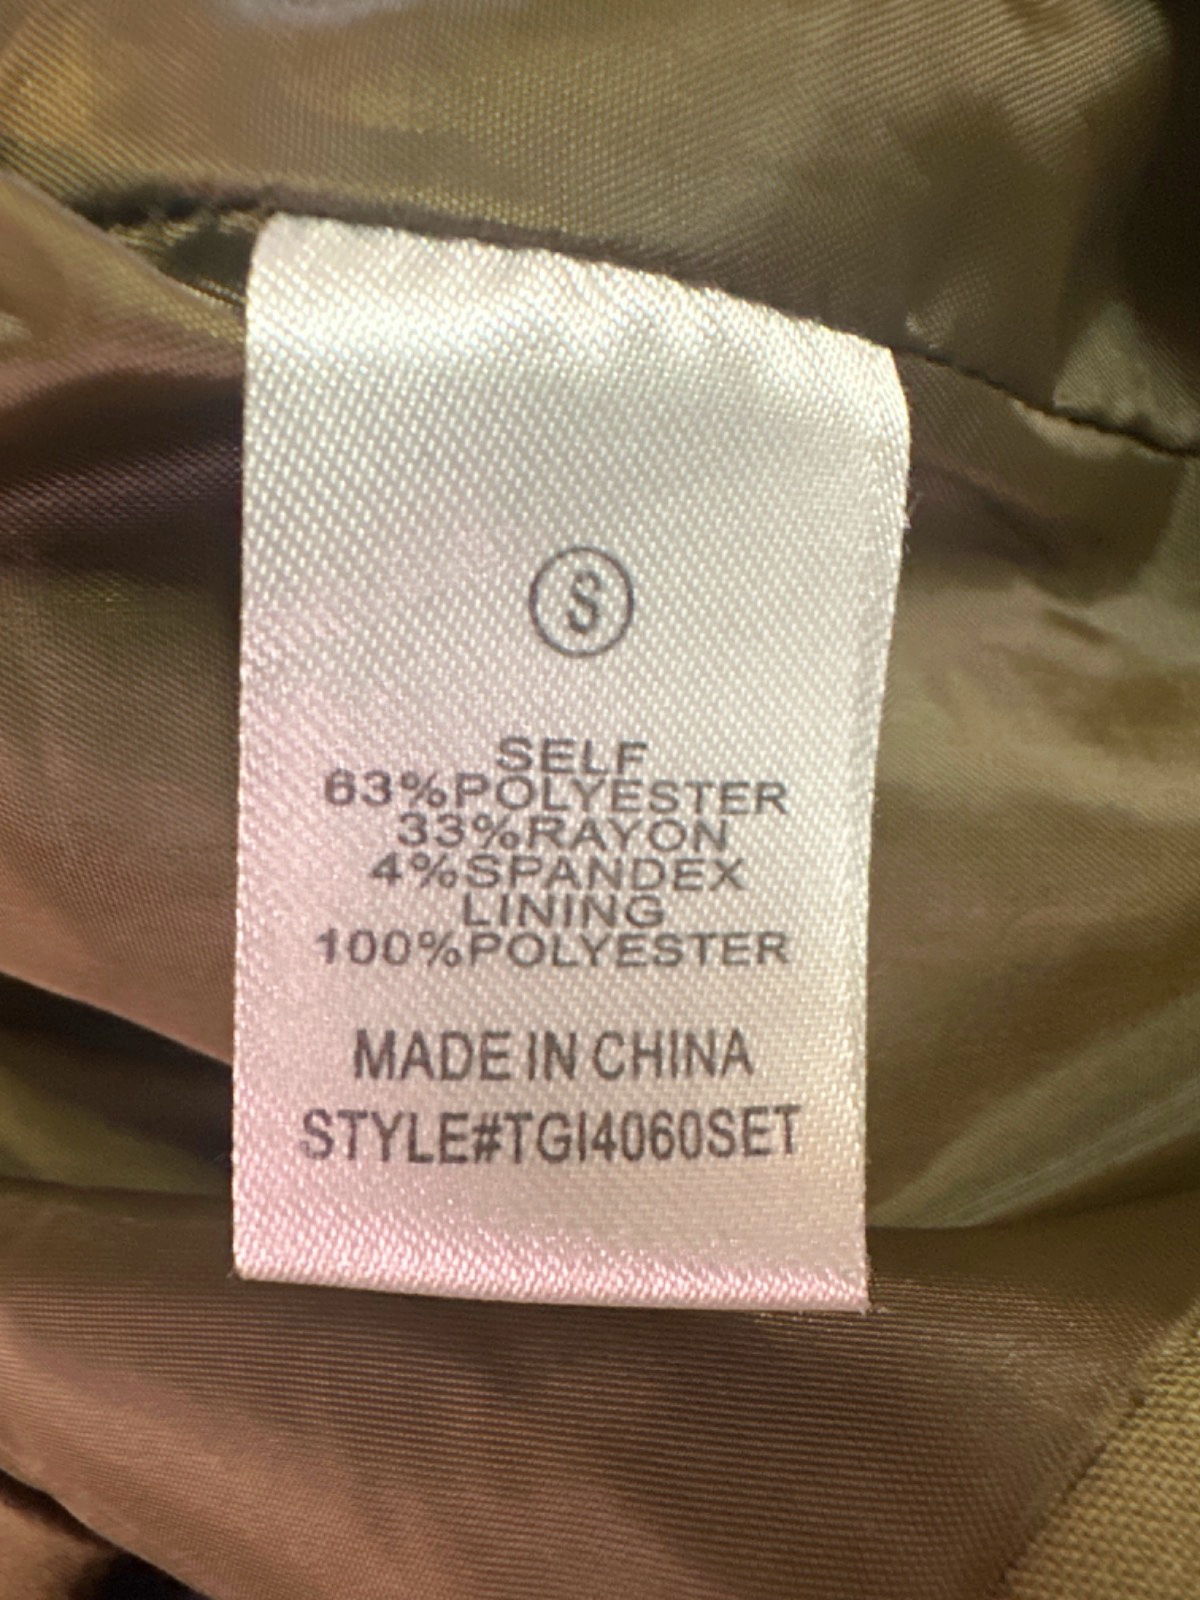 S
SELF
63%POLYESTER
33%RAYON
4%SPANDEX
LINING
100%POLYESTER
MADE IN CHINA
STYLE#TGI4060SET